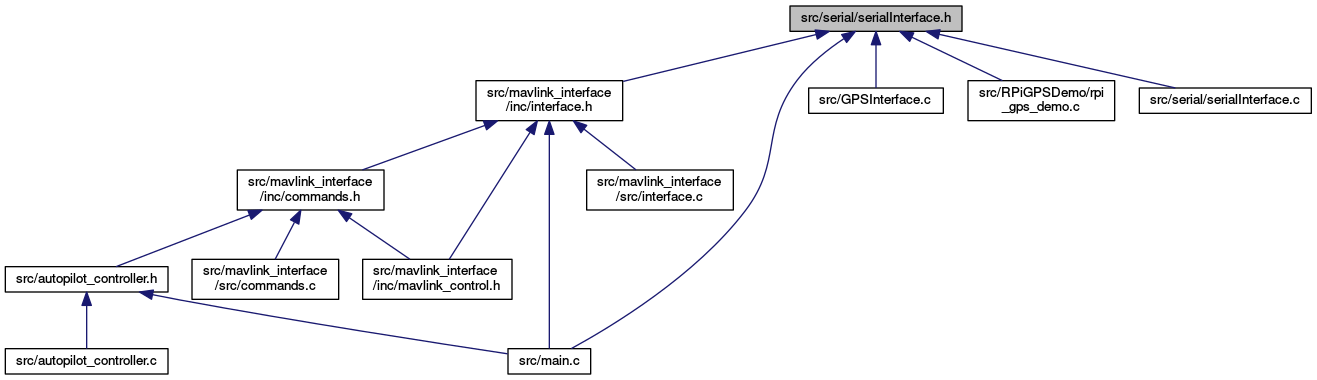 src/serial/serialInterface.h
src/mavlink_interface
/inc/interface.h
src/GPSInterface.c
src/RPiGPSDemo/rpi
_gps_demo.c
src/serial/serialInterface.c
src/mavlink_interface
/inc/commands.h
src/mavlink_interface
/src/interface.c
src/autopilot_controller.h
src/mavlink_interface
/src/commands.c
src/mavlink_interface
/inc/mavlink_control.h
src/autopilot_controller.c
src/main.c